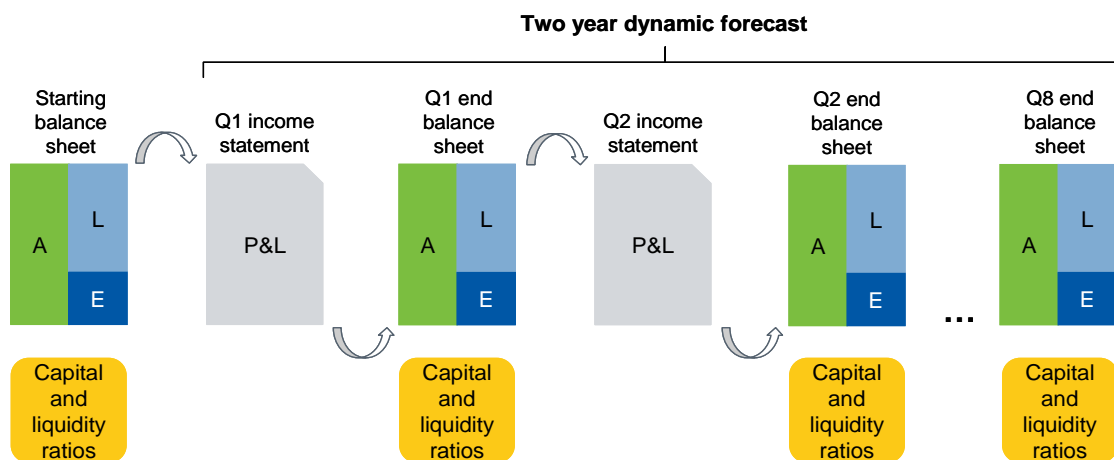 Two year dynamic forecast
Starting
balance
sheet
Q1 income
statement
Q1 end
balance
sheet
Q2 income
statement
Q2 end
balance
sheet
Q8 end
balance
sheet
A
L
E
P&L
A
L
E
P&L
A
L
E
...
A
L
E
Capital
and
liquidity
ratios
Capital
and
liquidity
ratios
Capital
and
liquidity
ratios
Capital
and
liquidity
ratios